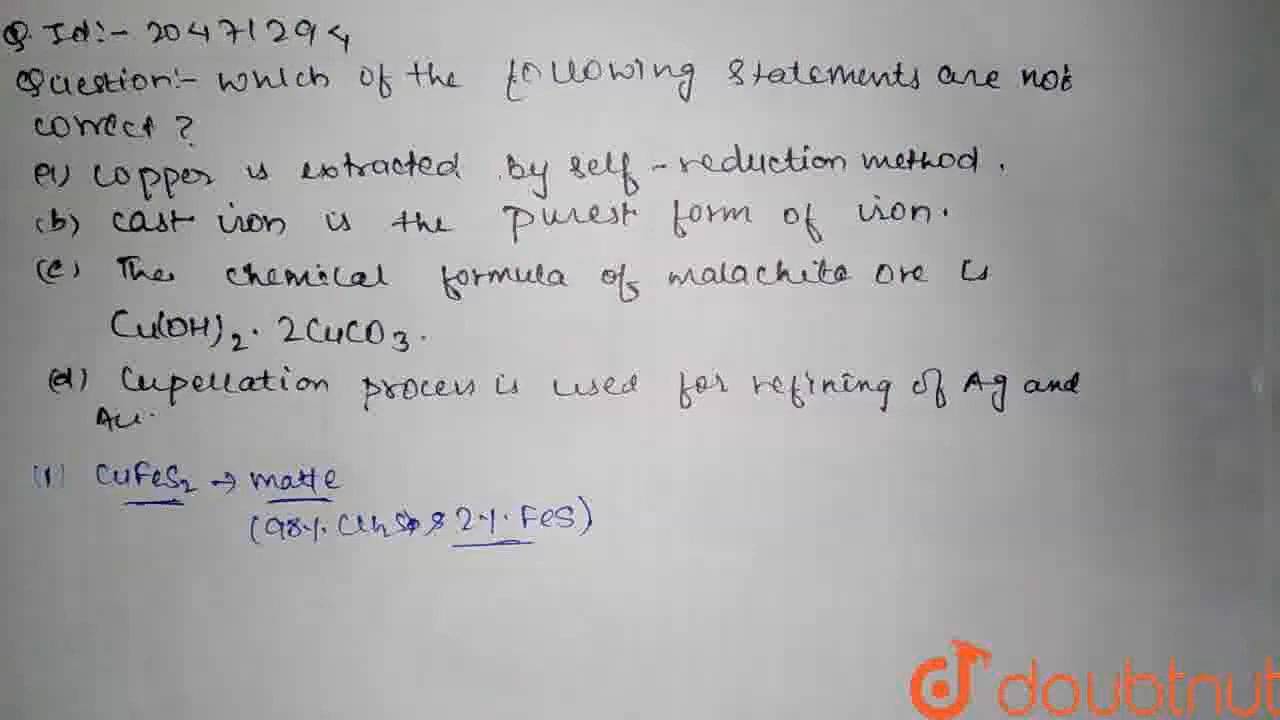 Q. Id:- 20471294
Question:- which of the following statements are not
correct?
(a) copper is extracted by self-reduction method.
(b) cast iron is the purest form of iron.
(c) The chemical formula of malachite ore is
Cu(OH)2.2CuCO3.
(d) Cupellation process is used for refining of Ag and
Au.
(1) CuFeS2 → matte
(98% Cu2S & 2% FeS)
doubtnut